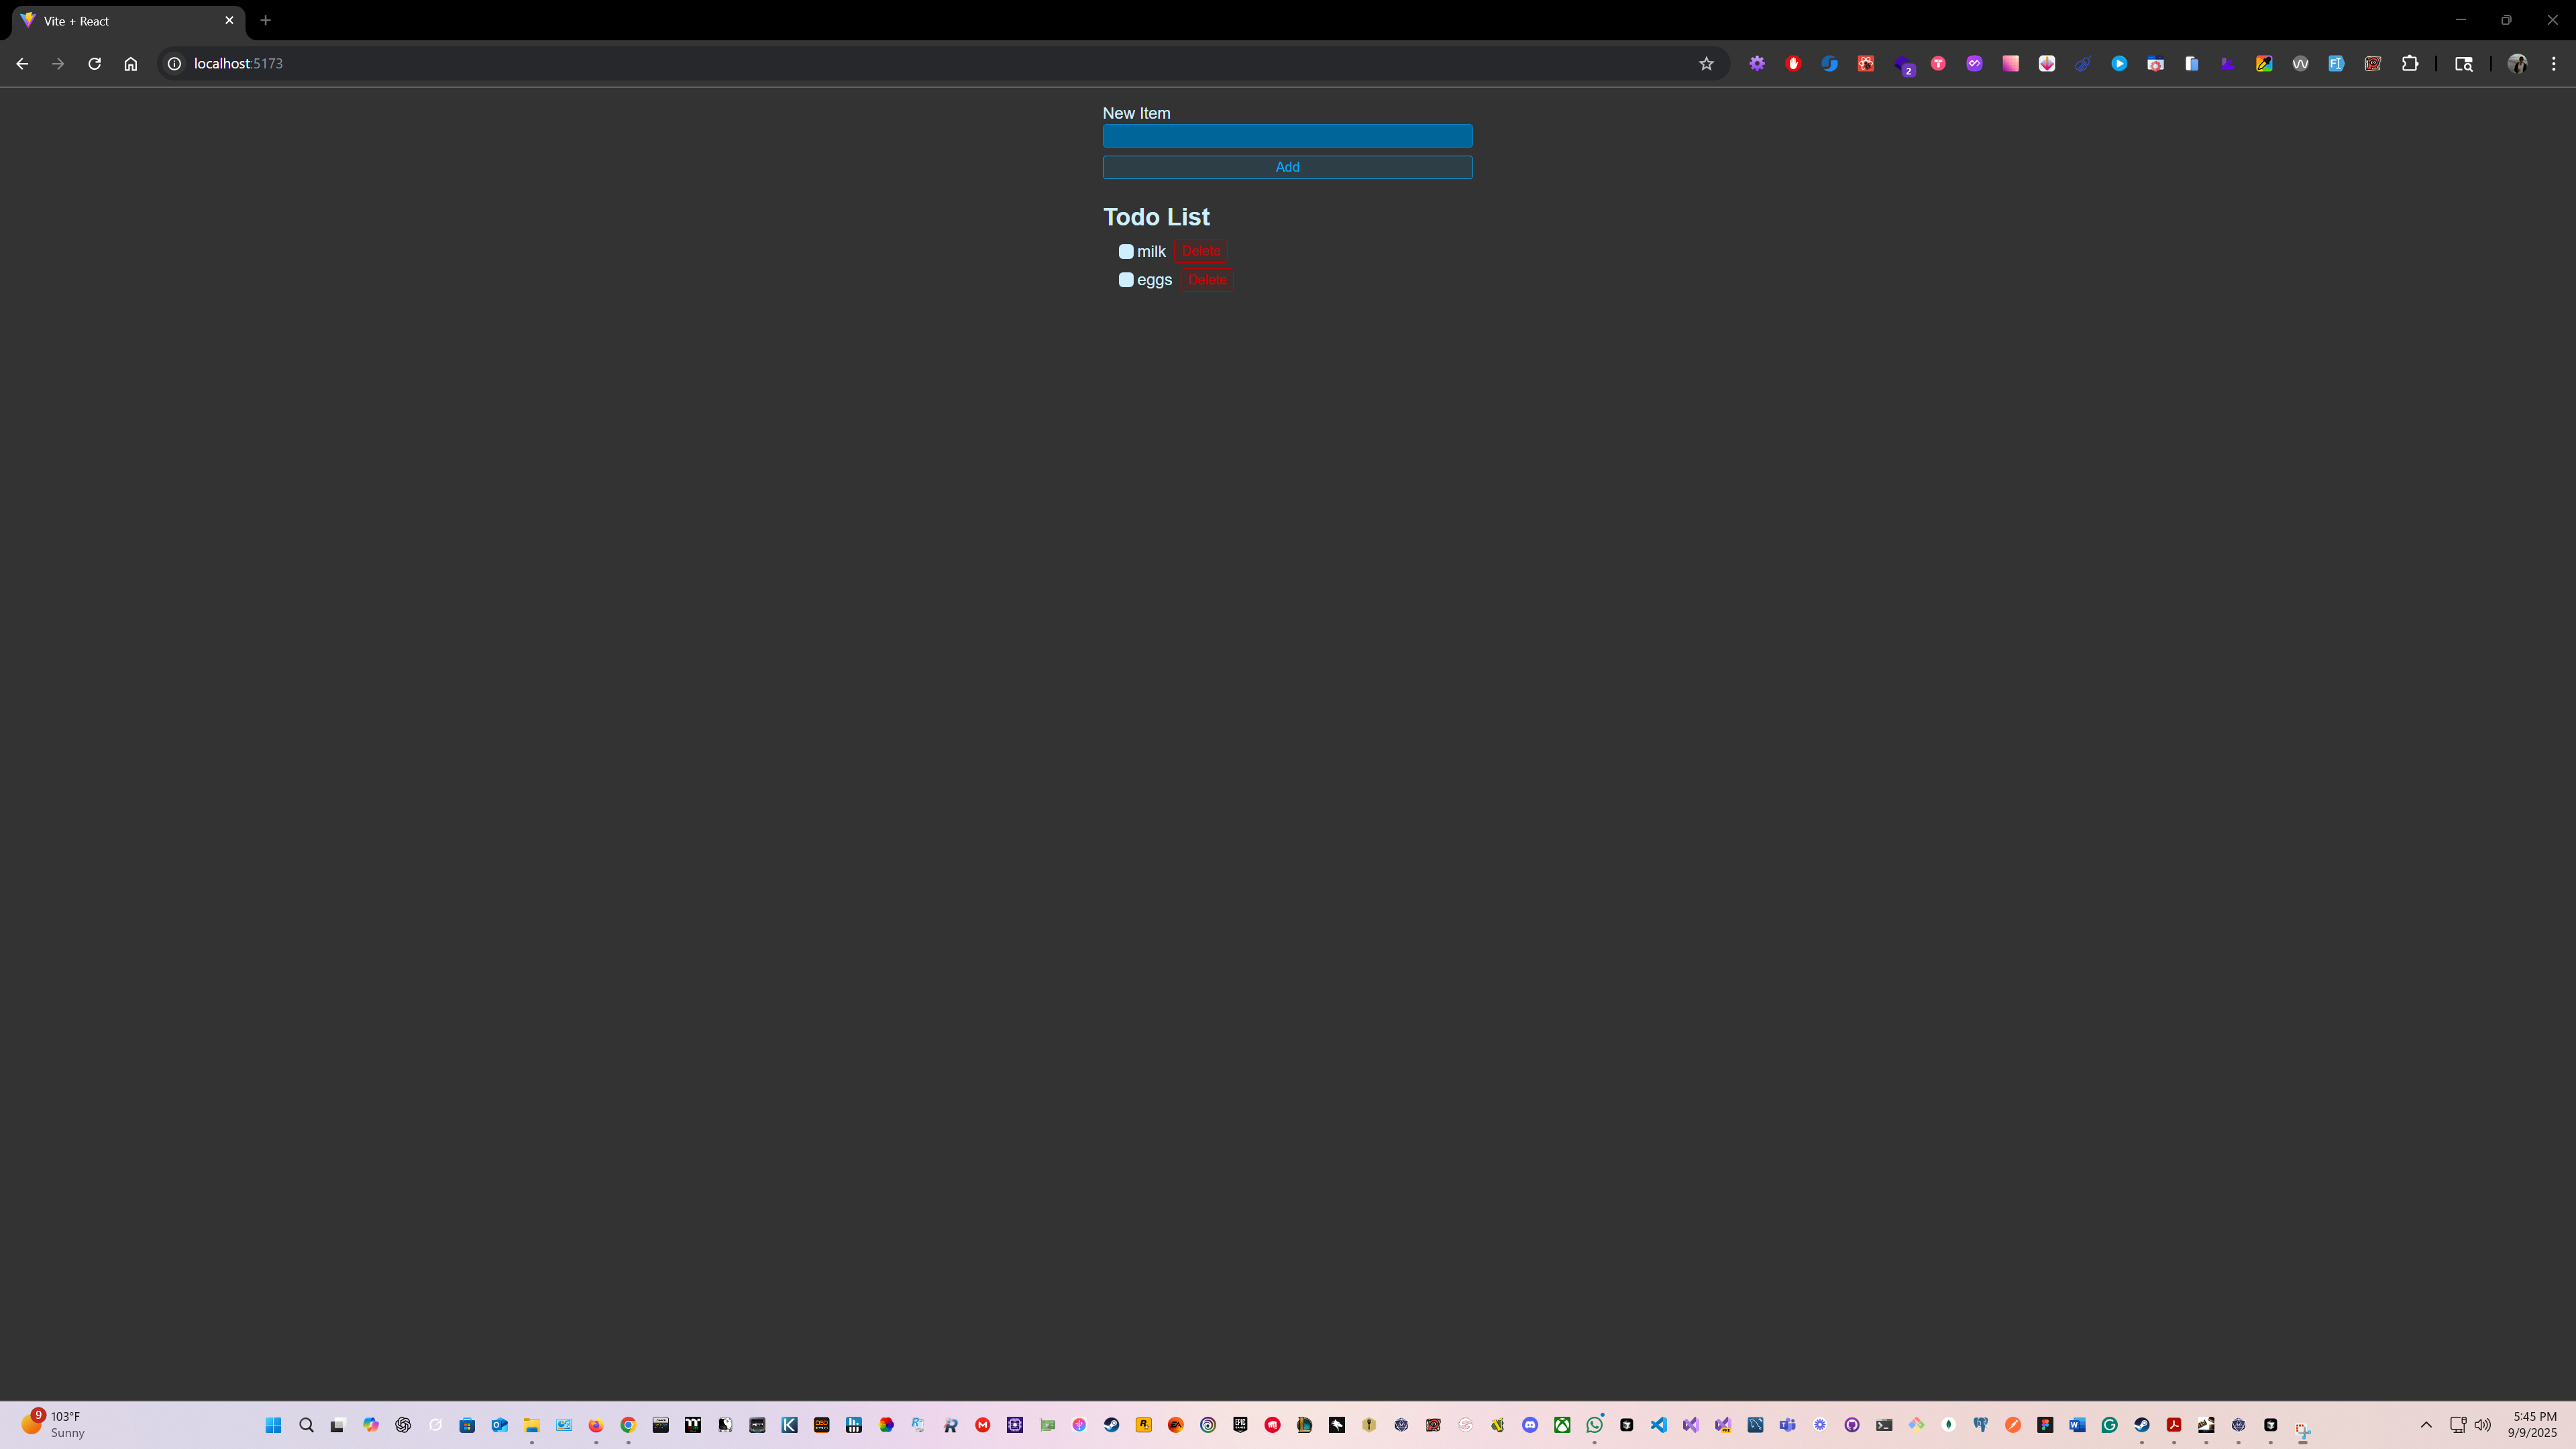 Vite + React
localhost:5173
2
New Item
Add
Todo List
milk Delete
eggs Delete
9
103°F
Sunny
5:45 PM
9/9/2025